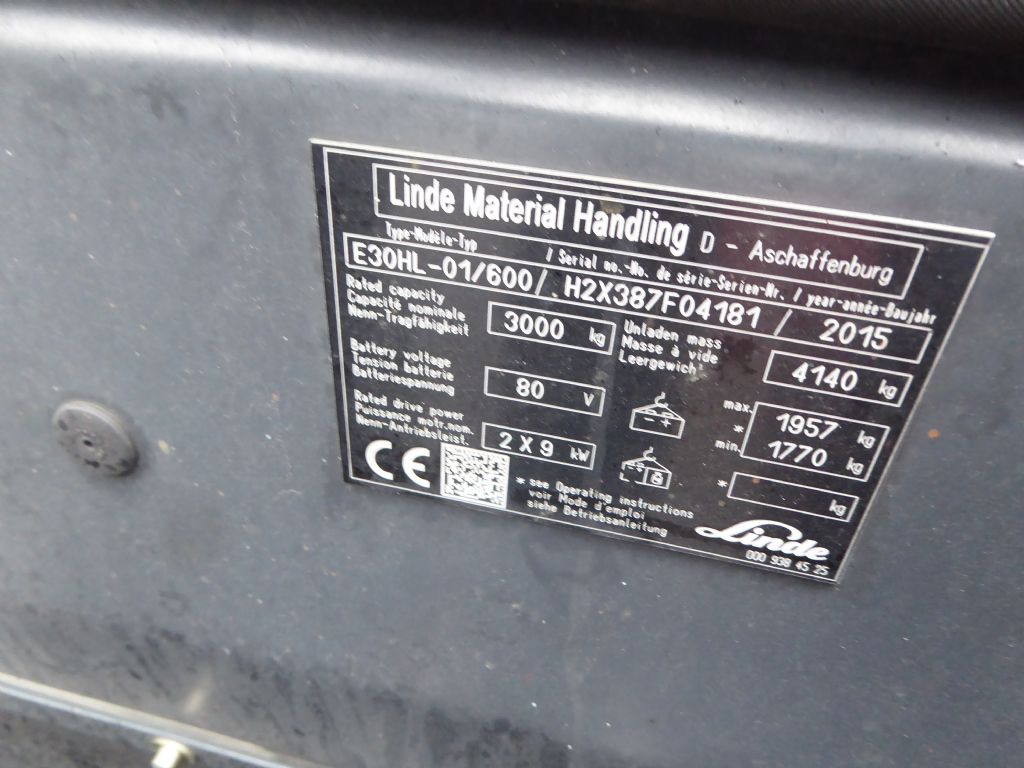 Linde Material Handling D - Aschaffenburg
Type-Modèle-Typ / Serial no.-No. de série-Serien-Nr. / year-année-Baujahr
E30HL-01/600/ H2X387F04181 / 2015
Rated capacity
Capacité nominale
Nenn-Tragfähigkeit
3000 kg
Unladen mass
Masse à vide
Leergewicht
4140 kg
Battery voltage
Tension batterie
Batteriespannung
80 V
max. 1957 kg
*
min. 1770 kg
Rated drive power
Puissance motr.nom.
Nenn-Antriebsleist.
2 X 9 kW
* kg
CE
* see Operating instructions
voir Mode d'emploi
siehe Betriebsanleitung
Linde
000 938 45 25